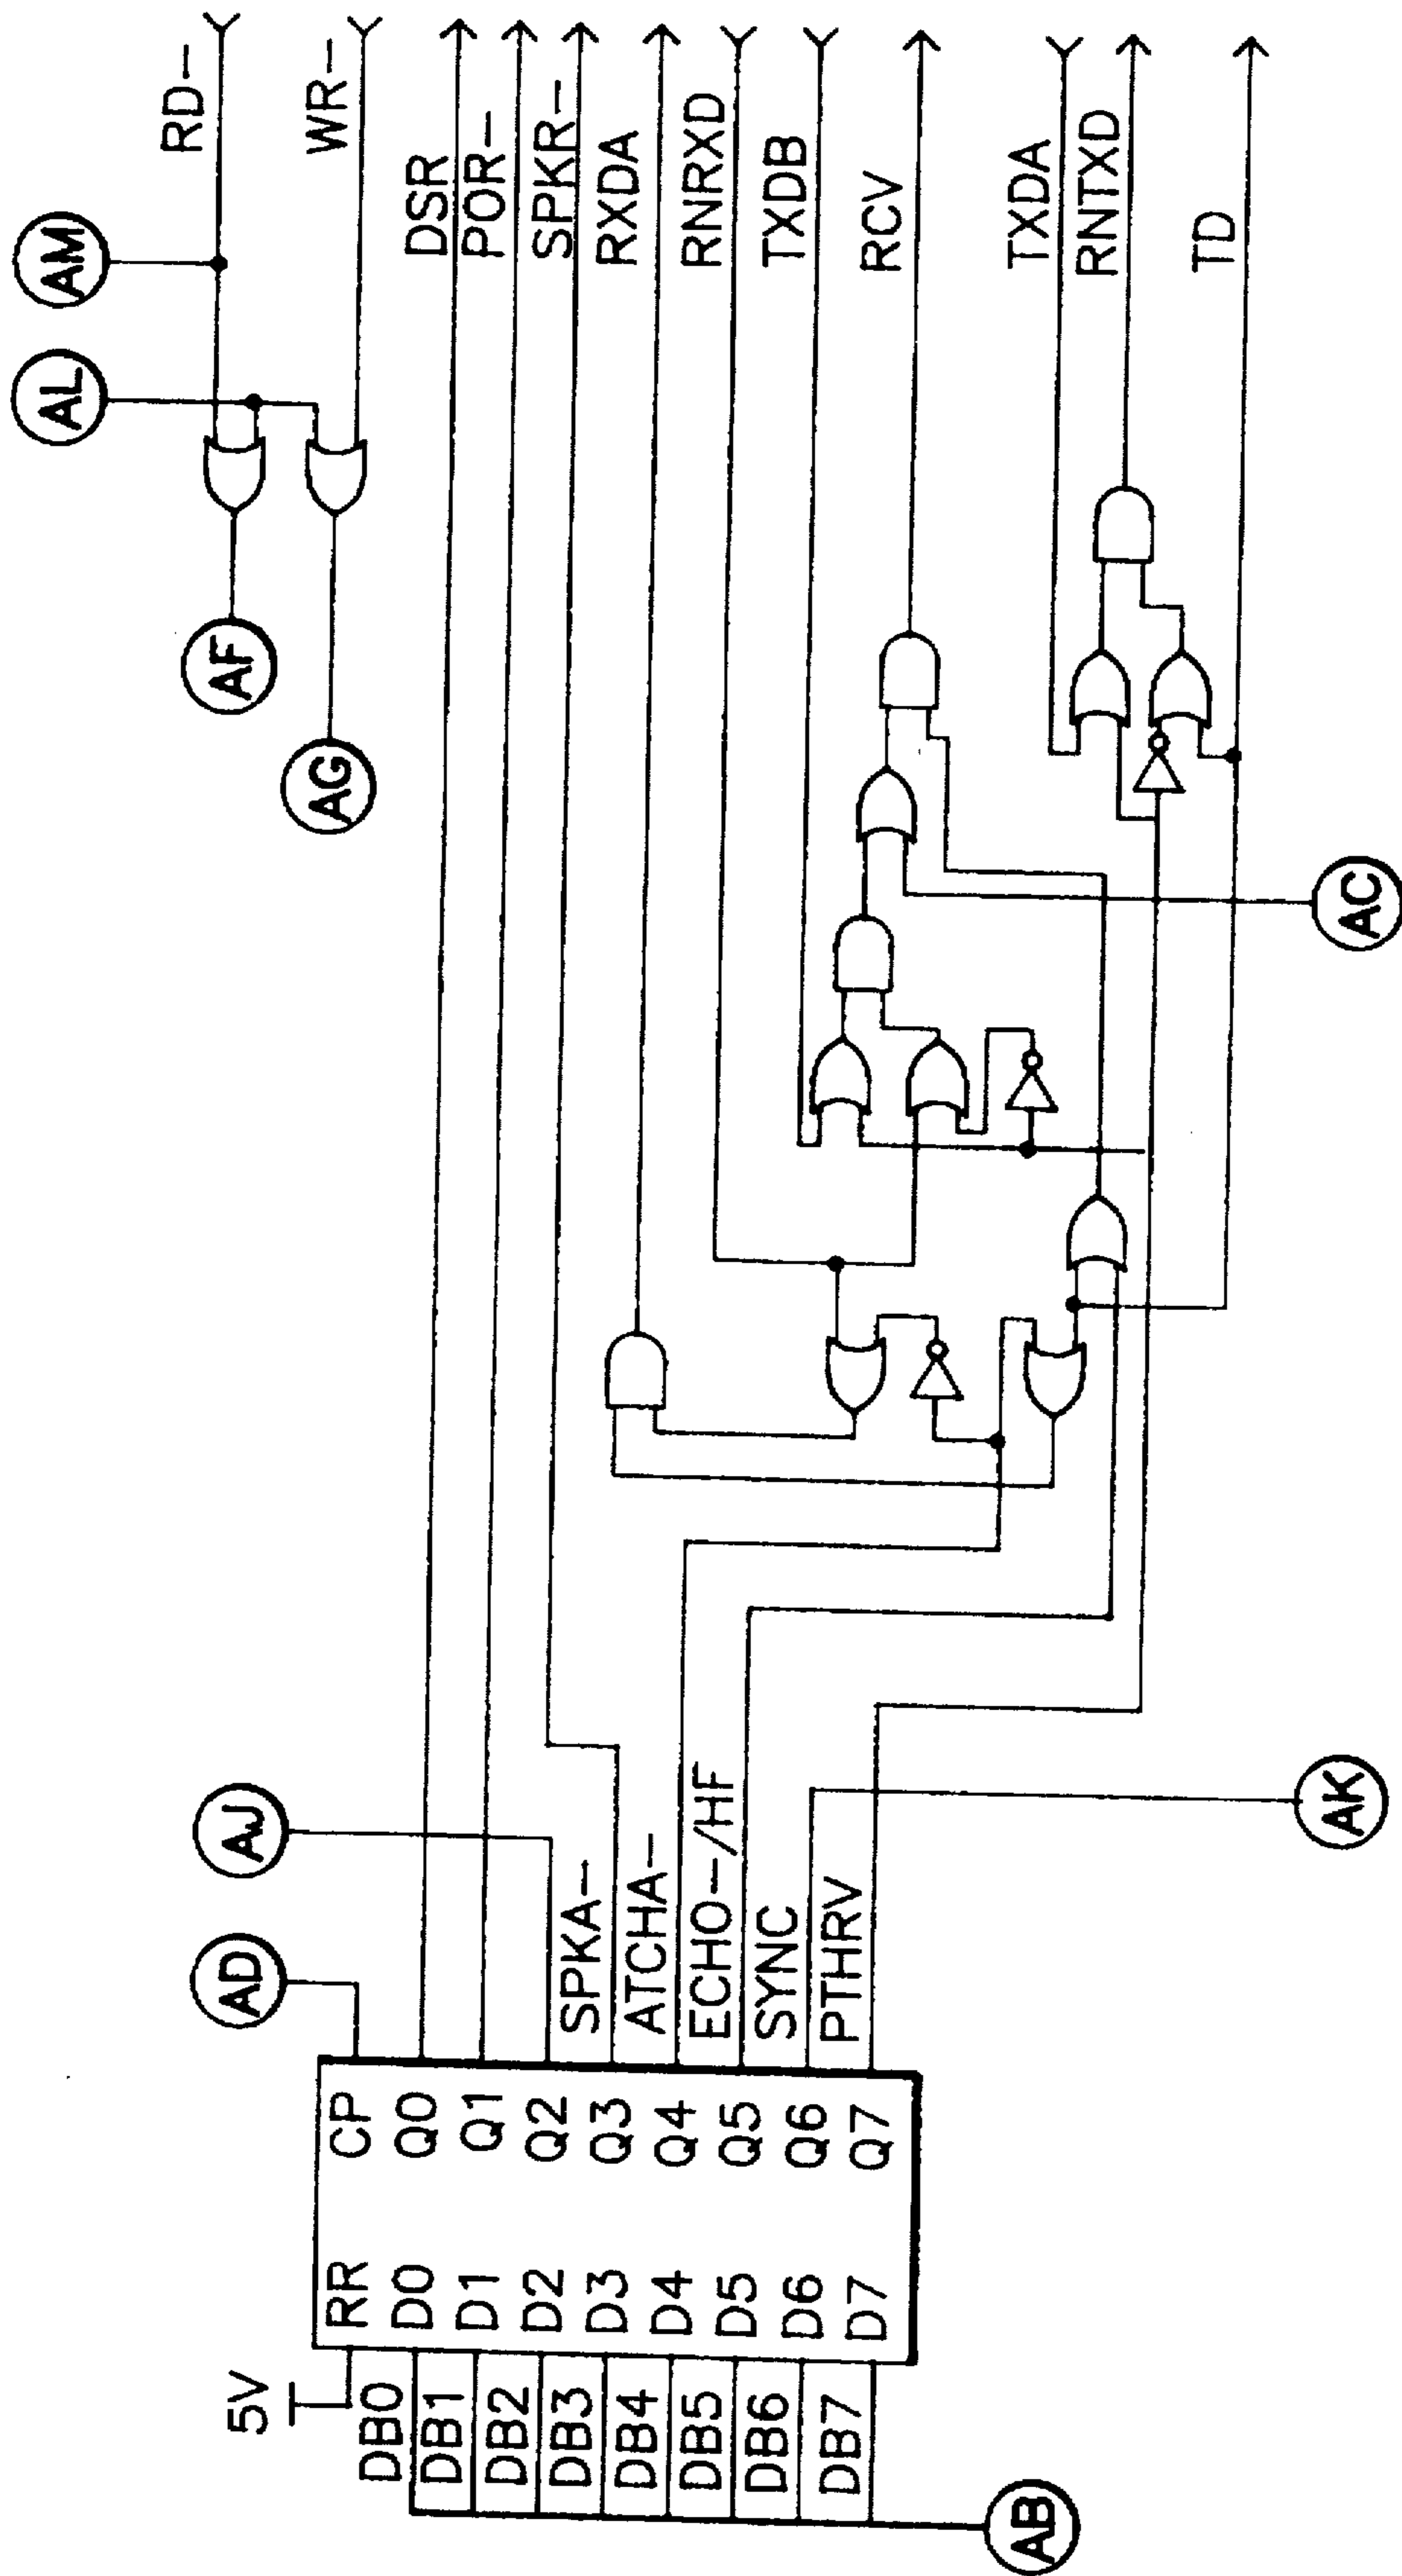 5V
RR
CP
DB0
D0
Q0
DB1
D1
Q1
DB2
D2
Q2
DB3
D3
Q3
DB4
D4
Q4
DB5
D5
Q5
DB6
D6
Q6
DB7
D7
Q7
AB
AD
AJ
SPKA-
ATCHA-
ECHO-/HF
SYNC
PTHRV
AK
AC
AF
AG
AL
AM
RD-
WR-
DSR
POR-
SPKR-
RXDA
RNRXD
TXDB
RCV
TXDA
RNTXD
TD